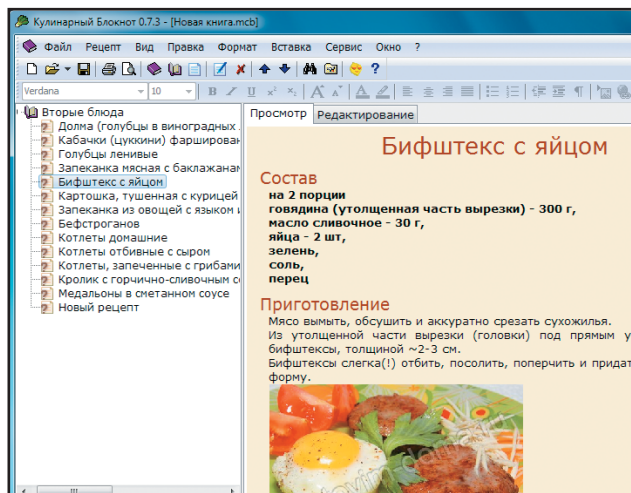 Кулинарный Блокнот 0.7.3 - [Новая книга.mcb]
Файл Рецепт Вид Правка Формат Вставка Сервис Окно ?
Verdana 10
Вторые блюда
Долма (голубцы в виноградных
Кабачки (цуккини) фаширован
Голубцы ленивые
Запеканка мясная с баклажана
Бифштекс с яйцом
Картошка, тушенная с курицей
Запеканка из овощей с языком и
Бефстроганов
Котлеты домашние
Котлеты отбивные с сыром
Котлеты, запеченные с грибами
Кролик с горчично-сливочным с
Медальоны в сметанном соусе
Новый рецепт
Просмотр Редактирование
Бифштекс с яйцом
Состав
на 2 порции
говядина (утолщенная часть вырезки) - 300 г,
масло сливочное - 30 г,
яйца - 2 шт,
зелень,
соль,
перец
Приготовление
Мясо вымыть, обсушить и аккуратно срезать сухожилья.
Из утолщенной части вырезки (головки) под прямым у
бифштексы, толщиной ~2-3 см.
Бифштексы слегка(!) отбить, посолить, поперчить и придат
форму.